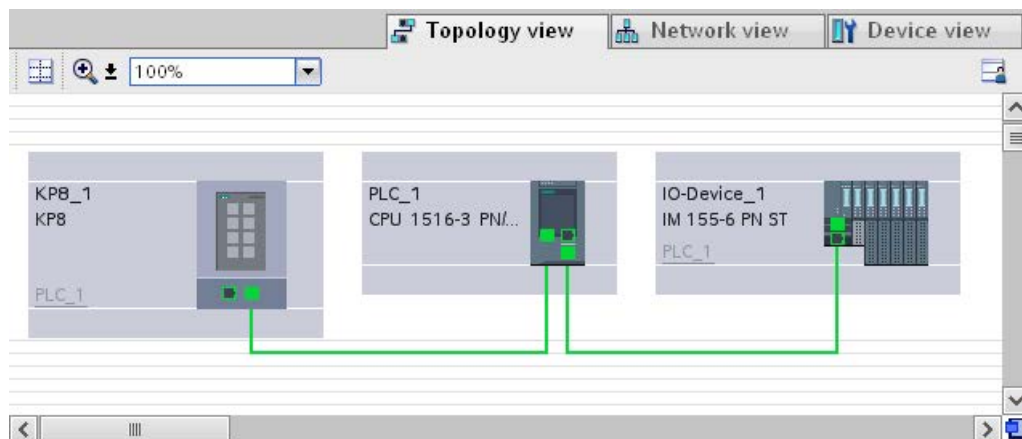 Topology view
Network view
Device view
100%
KP8_1
KP8
PLC_1
PLC_1
CPU 1516-3 PN/...
IO-Device_1
IM 155-6 PN ST
PLC_1